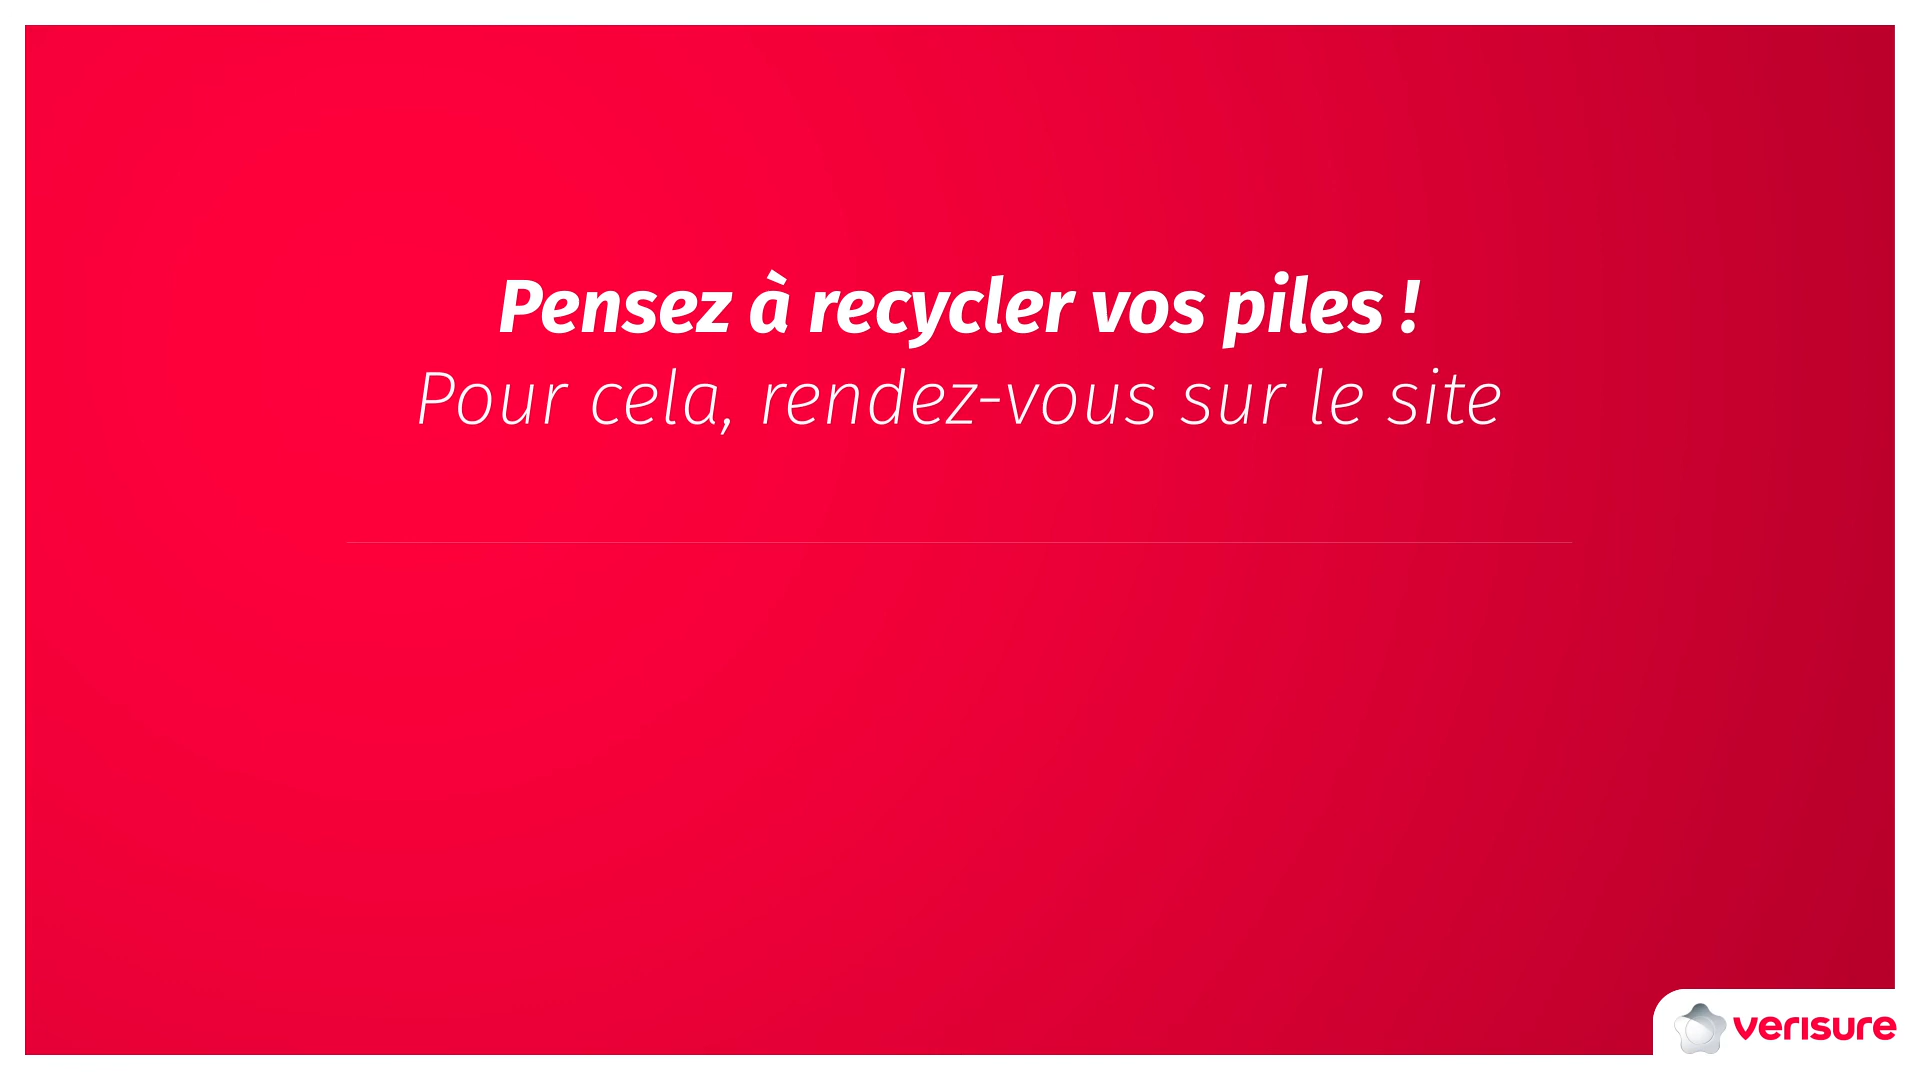 Pensez à recycler vos piles !
Pour cela, rendez-vous sur le site
verisure